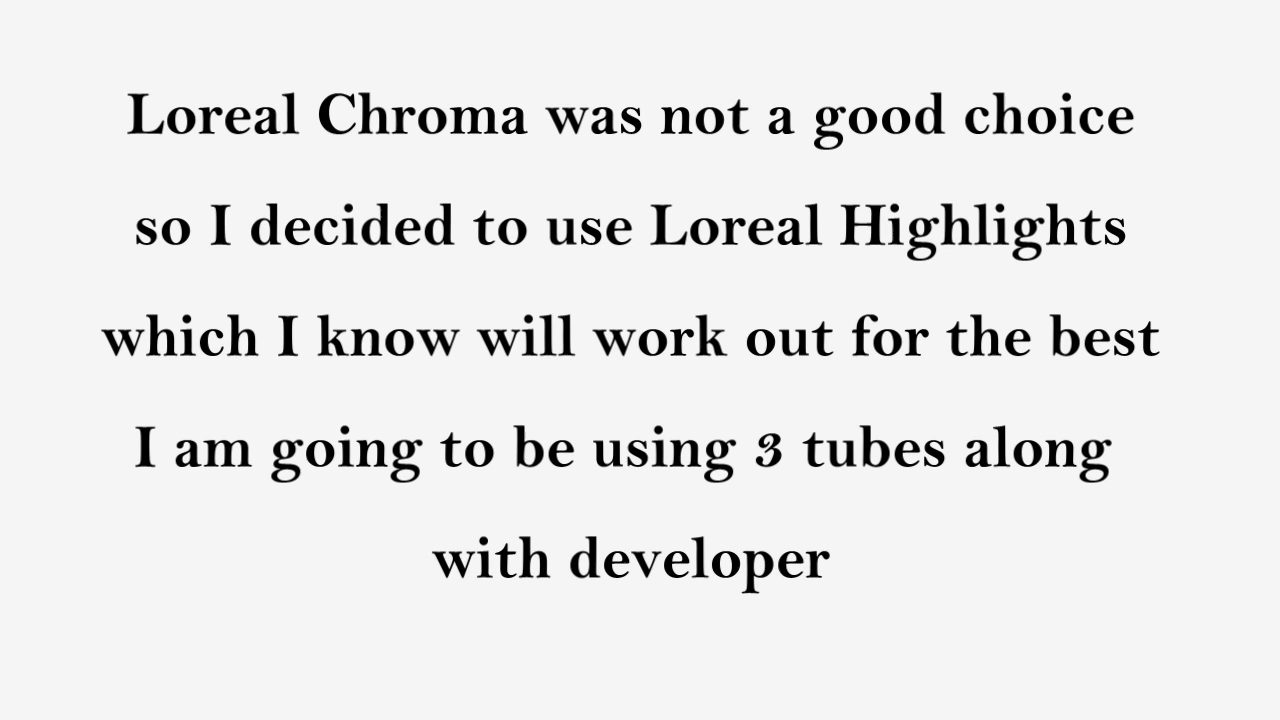 Loreal Chroma was not a good choice
so I decided to use Loreal Highlights
which I know will work out for the best
I am going to be using 3 tubes along
with developer